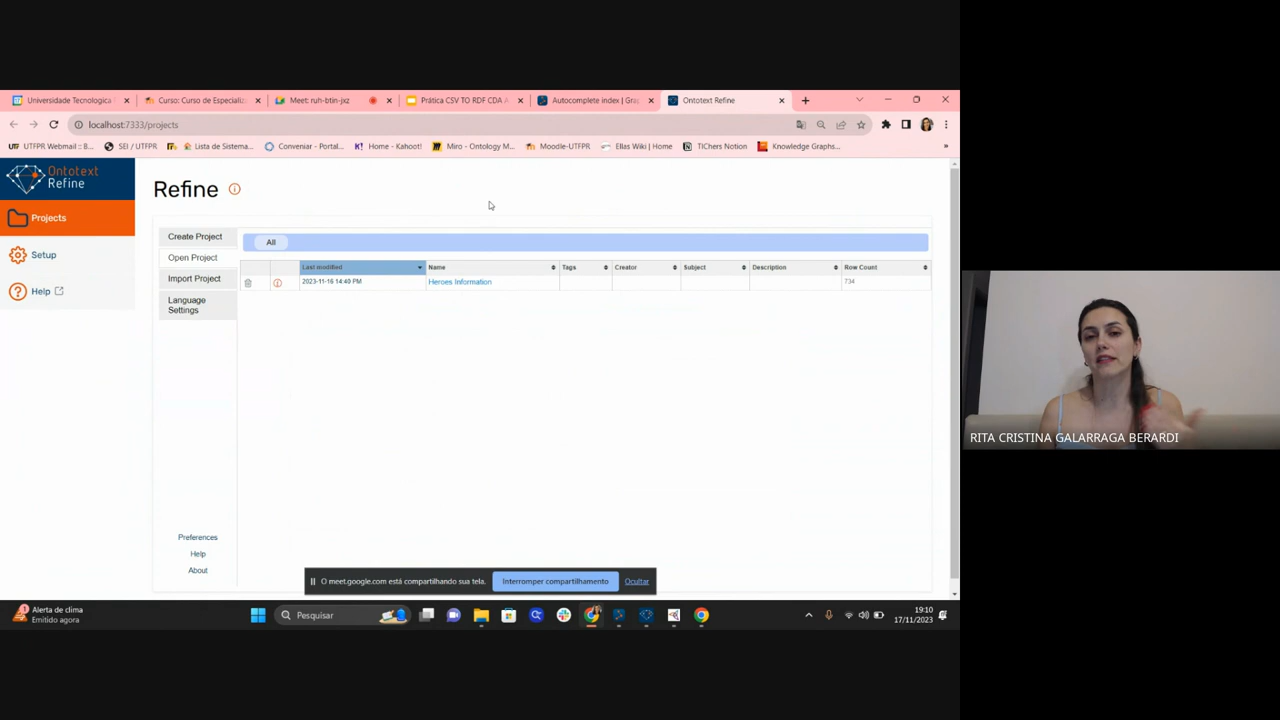 Universidade Tecnologica
Curso: Curso de Especializ
Meet: ruh-btin-jxz
Prática CSV TO RDF CDA A
Autocomplete index | Grap
Ontotext Refine
localhost:7333/projects
UTFPR Webmail :: B...
SEI / UTFPR
Lista de Sistema...
Conveniar - Portal...
Home - Kahoot!
Miro - Ontology M...
Moodle-UTFPR
Ellas Wiki | Home
TIChers Notion
Knowledge Graphs...
»
Ontotext
Refine
Projects
Setup
Help
Refine
Create Project
Open Project
Import Project
Language
Settings
All
Last modified
Name
Tags
Creator
Subject
Description
Row Count
2023-11-16 14:40 PM
Heroes Information
734
Preferences
Help
About
O meet.google.com está compartilhando sua tela.
Interromper compartilhamento
Ocultar
Alerta de clima
Emitido agora
Pesquisar
19:10
17/11/2023
RITA CRISTINA GALARRAGA BERARDI